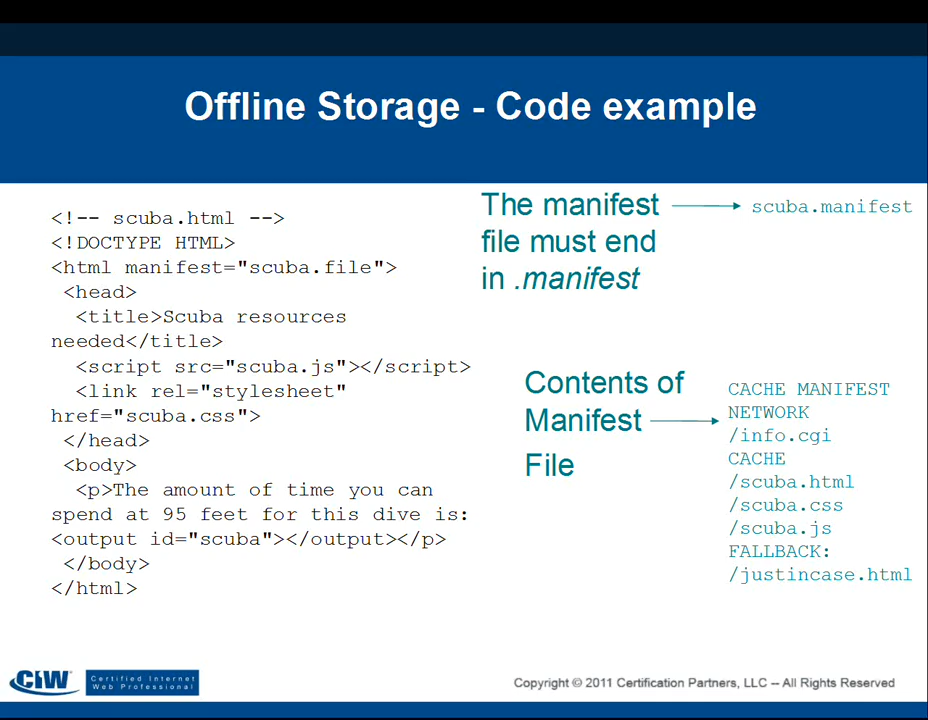 Offline Storage - Code example
<!-- scuba.html -->
<!DOCTYPE HTML>
<html manifest="scuba.file">
<head>
<title>Scuba resources
needed</title>
<script src="scuba.js"></script>
<link rel="stylesheet"
href="scuba.css">
</head>
<body>
<p>The amount of time you can
spend at 95 feet for this dive is:
<output id="scuba"></output></p>
</body>
</html>
The manifest
file must end
in .manifest
scuba.manifest
Contents of
Manifest
File
CACHE MANIFEST
NETWORK
/info.cgi
CACHE
/scuba.html
/scuba.css
/scuba.js
FALLBACK:
/justincase.html
CIW
Certified Internet
Web Professional
Copyright © 2011 Certification Partners, LLC -- All Rights Reserved